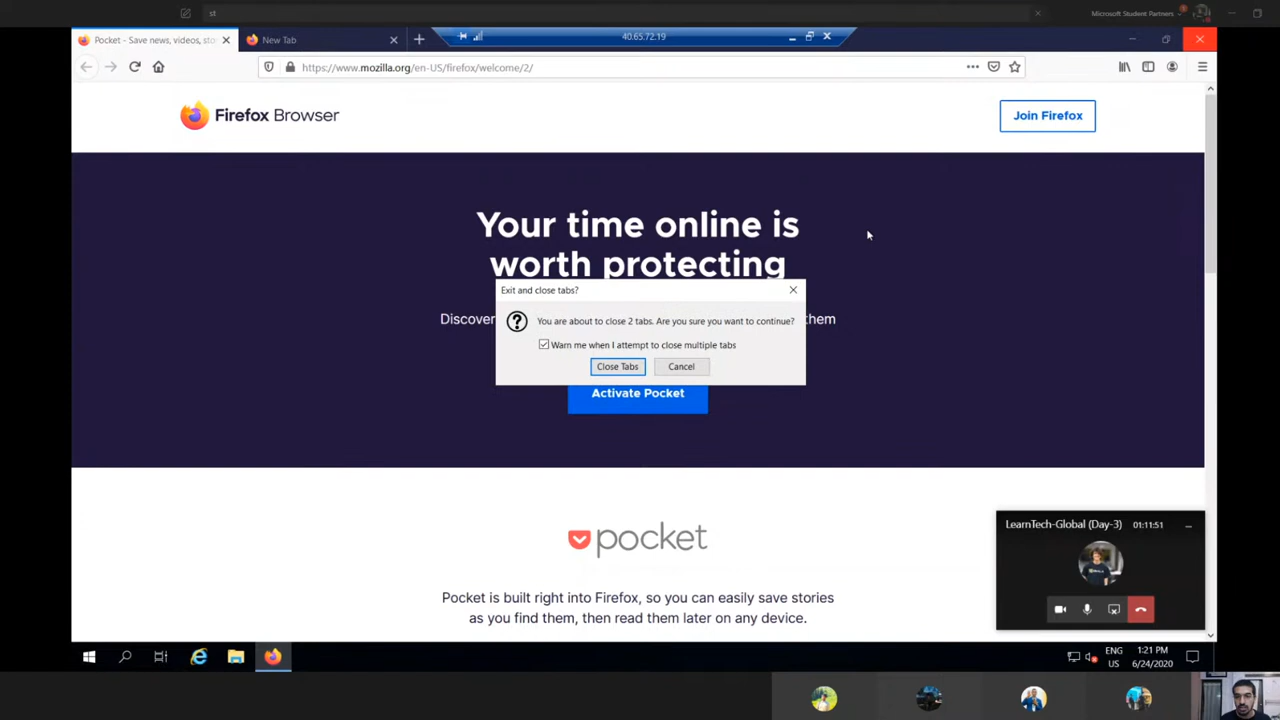 st
Microsoft Student Partners
Pocket - Save news, videos, sto
New Tab
40.65.72.19
https://www.mozilla.org/en-US/firefox/welcome/2/
Firefox Browser
Join Firefox
Your time online is
worth protecting
Discover
them
Exit and close tabs?
You are about to close 2 tabs. Are you sure you want to continue?
Warn me when I attempt to close multiple tabs
Close Tabs
Cancel
Activate Pocket
pocket
Pocket is built right into Firefox, so you can easily save stories
as you find them, then read them later on any device.
LearnTech-Global (Day-3)
01:11:51
ENG
US
1:21 PM
6/24/2020